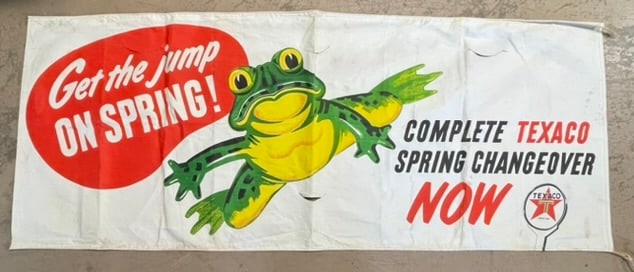 Get the jump
ON SPRING!
COMPLETE TEXACO
SPRING CHANGEOVER
NOW
TEXACO
T